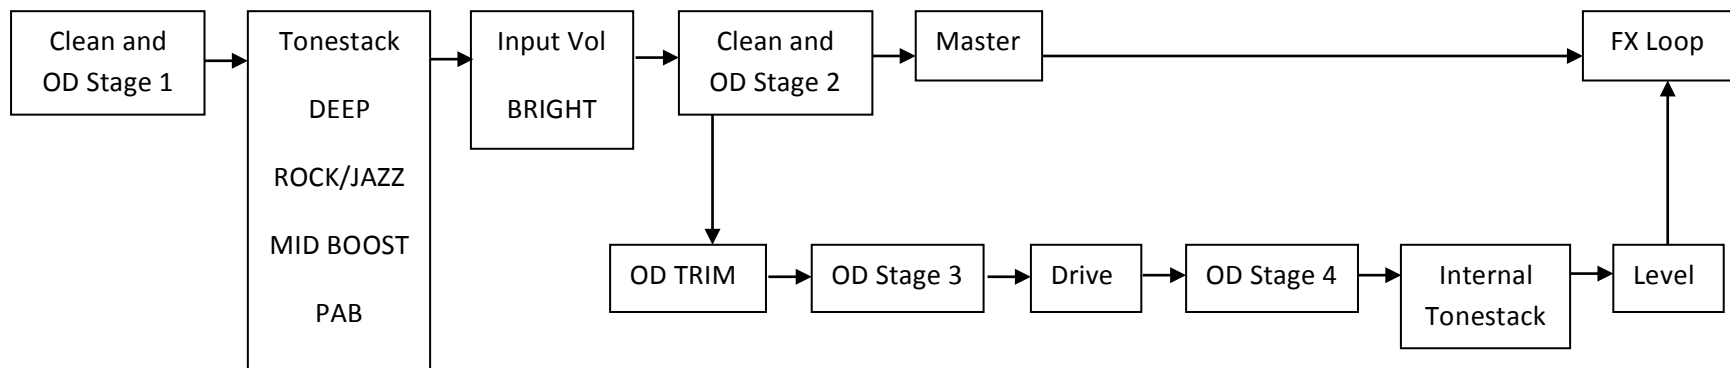 Clean and
OD Stage 1
Tonestack
DEEP
ROCK/JAZZ
MID BOOST
PAB
Input Vol
BRIGHT
Clean and
OD Stage 2
Master
FX Loop
OD TRIM
OD Stage 3
Drive
OD Stage 4
Internal
Tonestack
Level